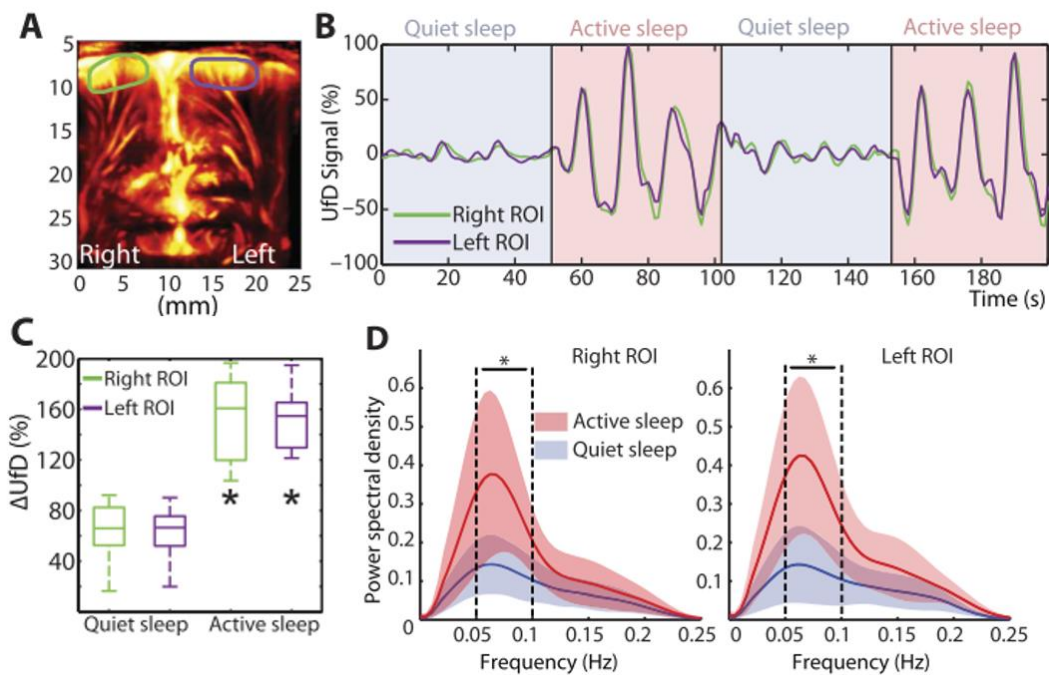 A
5
10
15
20
25
30
Right
Left
0 5 10 15 20 25
(mm)
B
Quiet sleep Active sleep Quiet sleep Active sleep
UfD Signal (%)
100
50
0
−50
−100
Right ROI
Left ROI
0 20 40 60 80 100 120 140 160 180
Time (s)
C
ΔUfD (%)
200
160
120
80
40
Right ROI
Left ROI
* *
Quiet sleep Active sleep
D
Power spectral density
0.6
0.5
0.4
0.3
0.2
0.1
*
Right ROI
Active sleep
Quiet sleep
0 0.05 0.1 0.15 0.2 0.25
Frequency (Hz)
0.6
0.5
0.4
0.3
0.2
0.1
*
Left ROI
0 0.05 0.1 0.15 0.2 0.25
Frequency (Hz)